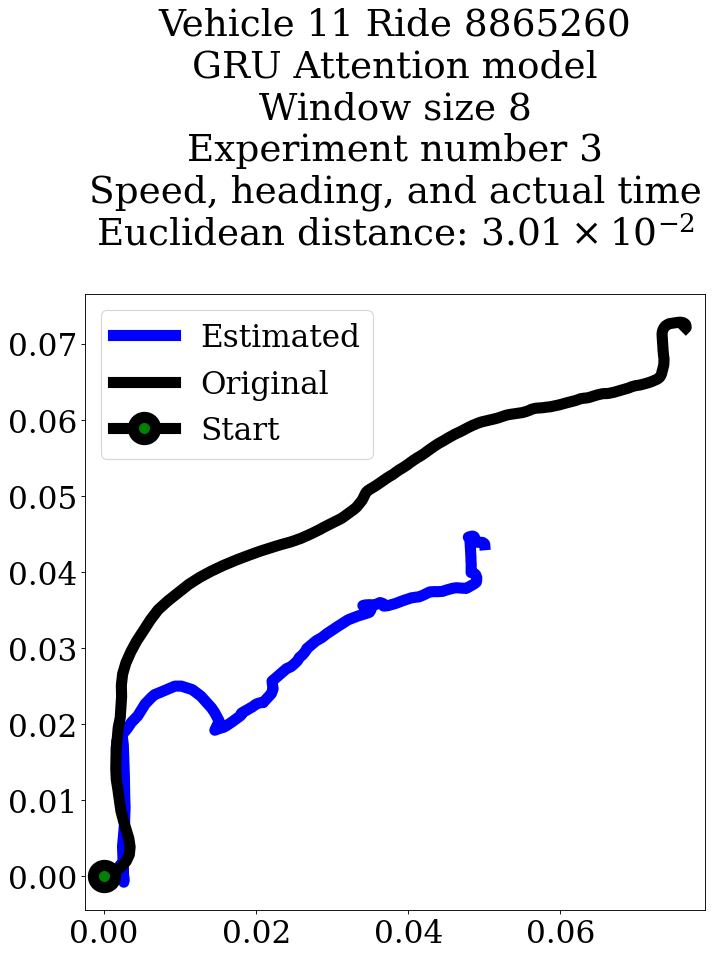 Vehicle 11 Ride 8865260
GRU Attention model
Window size 8
Experiment number 3
Speed, heading, and actual time
Euclidean distance: 3.01 × 10⁻²
Estimated
Original
Start
0.07
0.06
0.05
0.04
0.03
0.02
0.01
0.00
0.00 0.02 0.04 0.06